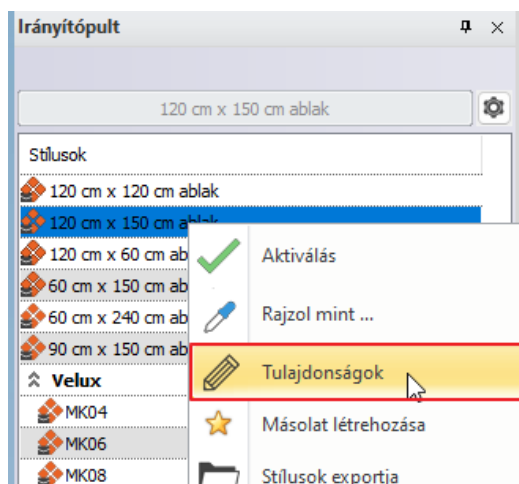 Irányítópult
120 cm x 150 cm ablak
Stílusok
120 cm x 120 cm ablak
120 cm x 150 cm ablak
120 cm x 60 cm ab
60 cm x 150 cm ab
60 cm x 240 cm ab
90 cm x 150 cm ab
Velux
MK04
MK06
MK08
Aktiválás
Rajzol mint ...
Tulajdonságok
Másolat létrehozása
Stílusok exportja